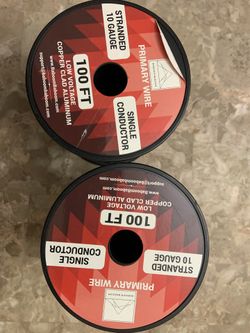 STRANDED
10 GAUGE
PRIMARY WIRE
SINGLE
CONDUCTOR
100 FT
LOW VOLTAGE
COPPER CLAD ALUMINUM
SINGLE
CONDUCTOR
STRANDED
10 GAUGE
100 FT
LOW VOLTAGE
COPPER CLAD ALUMINUM
PRIMARY WIRE